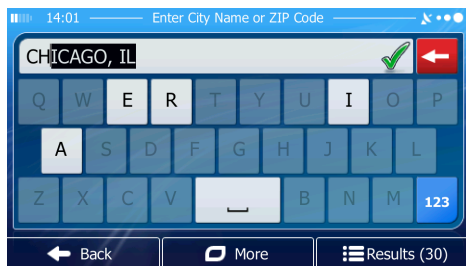 14:01 Enter City Name or ZIP Code
CHICAGO, IL
Q W E R T Y U I O P
A S D F G H J K L
Z X C V B N M 123
Back More Results (30)